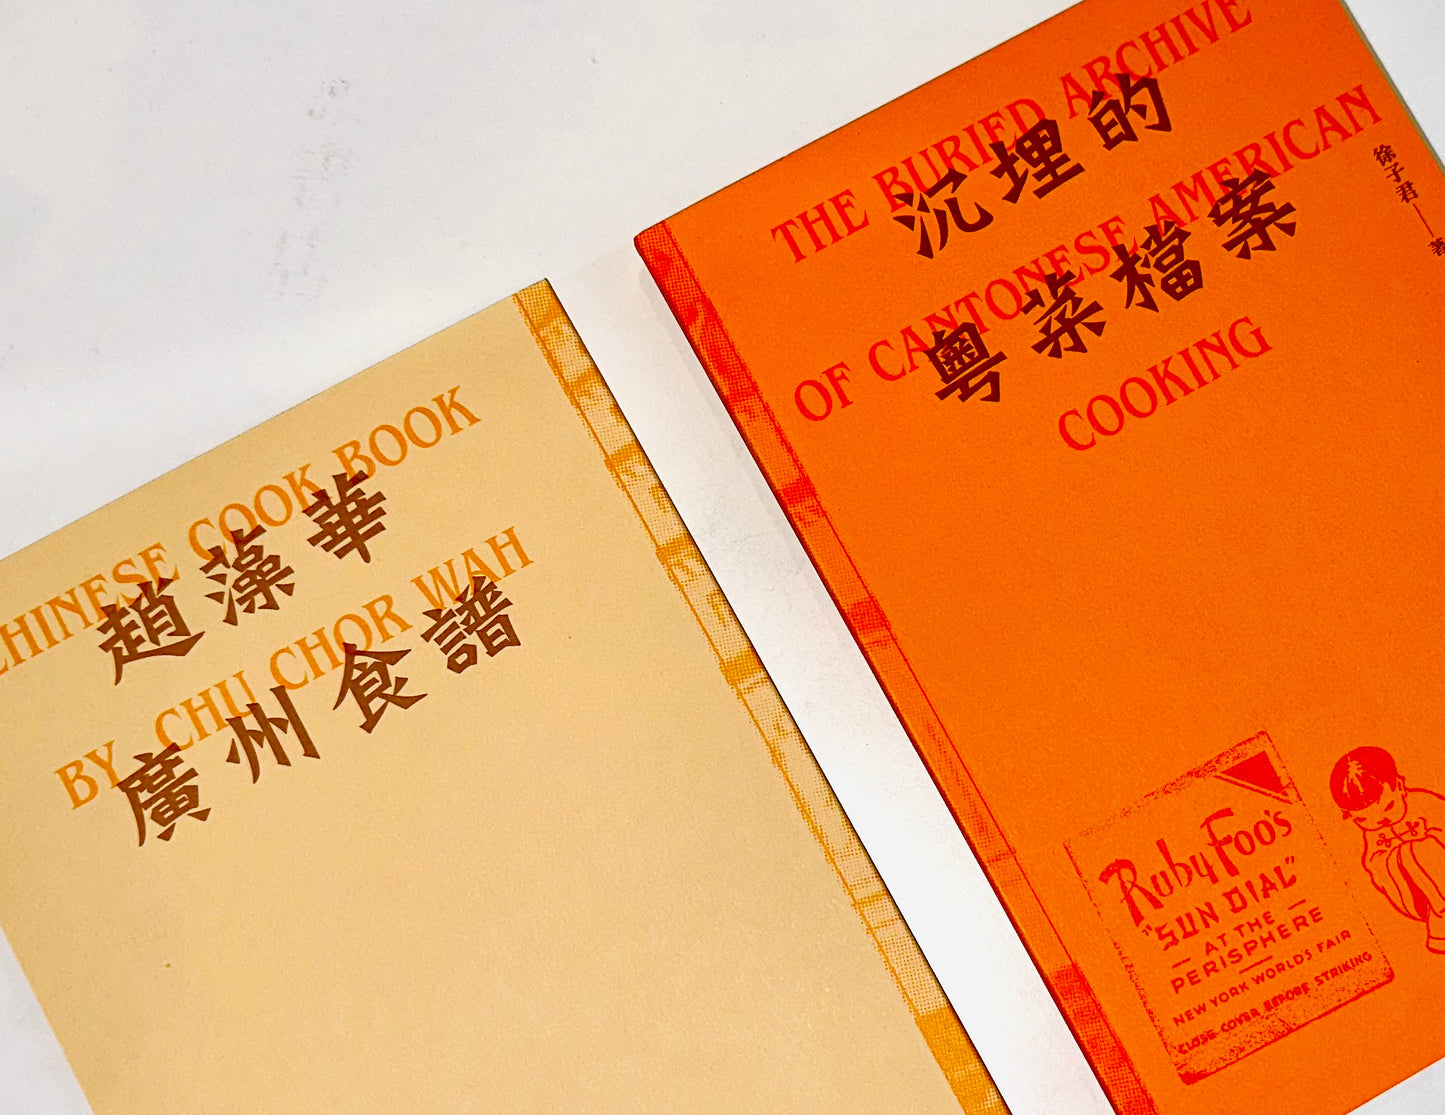 CHINESE COOK BOOK
趙藻華
BY CHU CHOR WAH
廣州食譜
THE BURIED ARCHIVE
沉埋的
OF CANTONESE AMERICAN
粵菜檔案
COOKING
徐子君——著
Ruby Foo's
"SUN DIAL"
— AT THE —
PERISPHERE
NEW YORK WORLD'S FAIR
CLOSE COVER BEFORE STRIKING